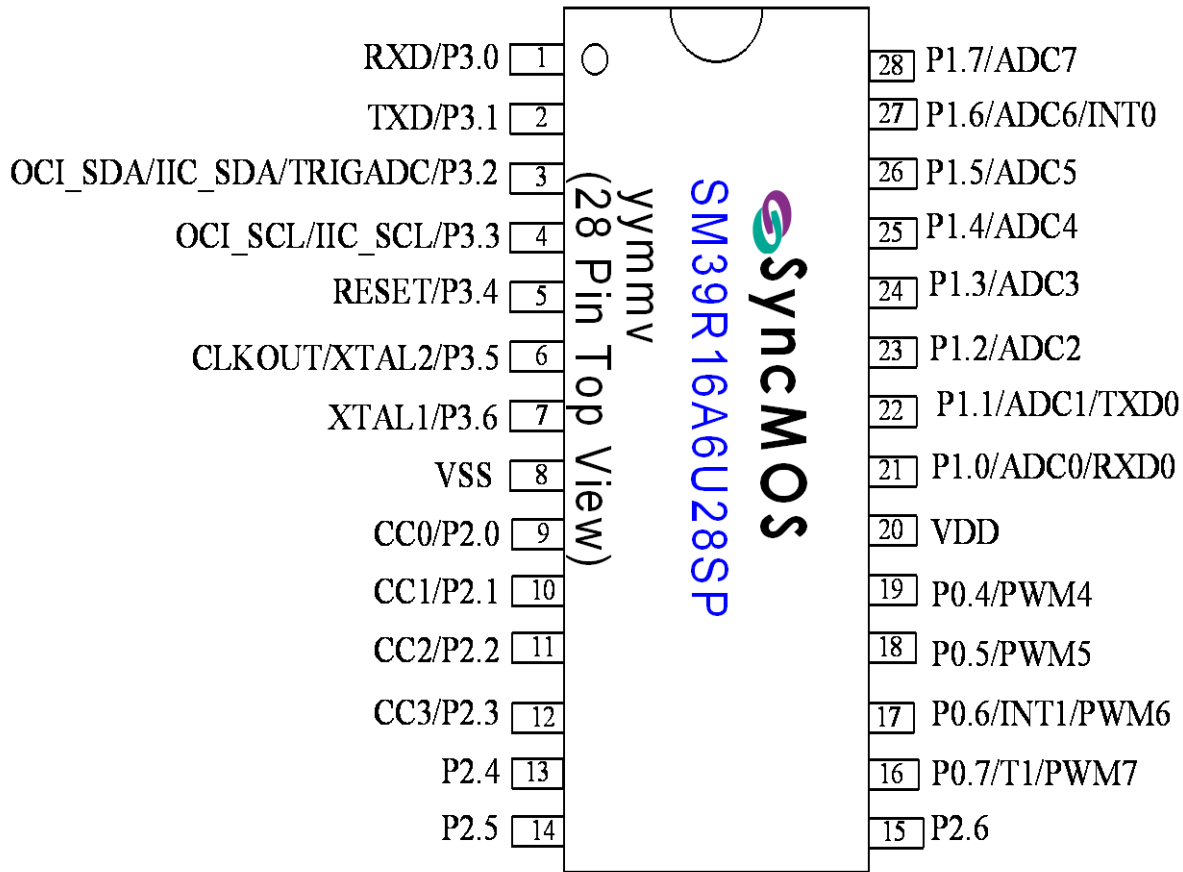 RXD/P3.0 1
TXD/P3.1 2
OCI_SDA/IIC_SDA/TRIGADC/P3.2 3
OCI_SCL/IIC_SCL/P3.3 4
RESET/P3.4 5
CLKOUT/XTAL2/P3.5 6
XTAL1/P3.6 7
VSS 8
CC0/P2.0 9
CC1/P2.1 10
CC2/P2.2 11
CC3/P2.3 12
P2.4 13
P2.5 14
SyncMOS
SM39R16A6U28SP
yymmv
(28 Pin Top View)
28 P1.7/ADC7
27 P1.6/ADC6/INT0
26 P1.5/ADC5
25 P1.4/ADC4
24 P1.3/ADC3
23 P1.2/ADC2
22 P1.1/ADC1/TXD0
21 P1.0/ADC0/RXD0
20 VDD
19 P0.4/PWM4
18 P0.5/PWM5
17 P0.6/INT1/PWM6
16 P0.7/T1/PWM7
15 P2.6